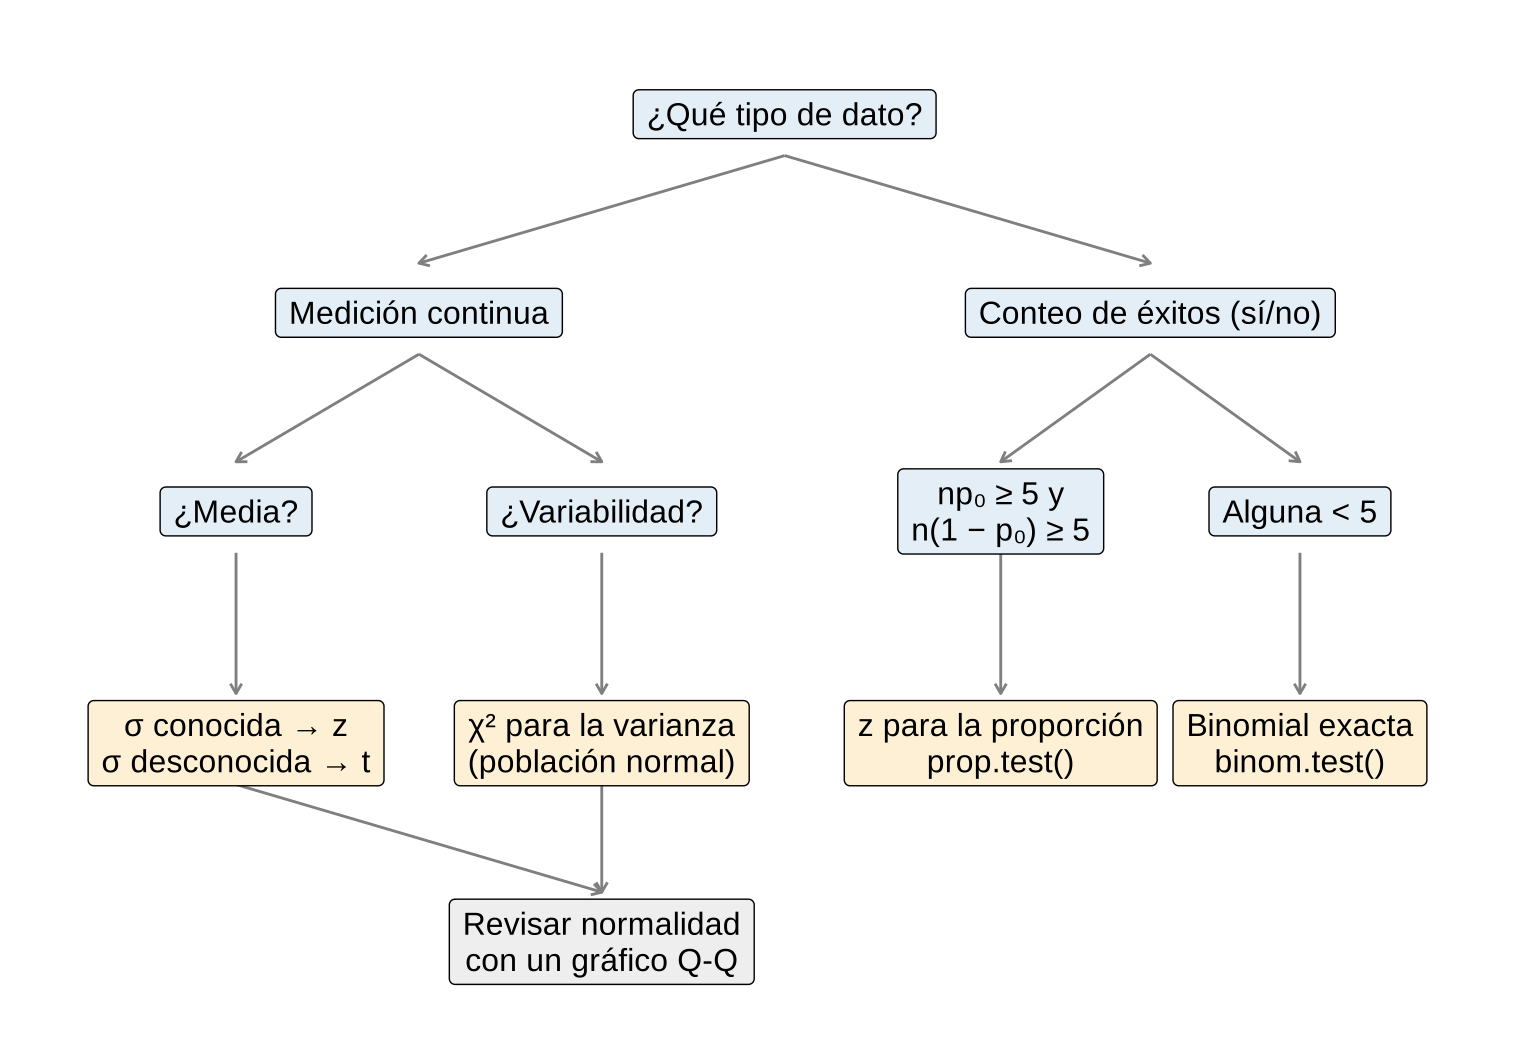 ¿Qué tipo de dato?
Medición continua
Conteo de éxitos (sí/no)
¿Media?
¿Variabilidad?
np₀ ≥ 5 y
n(1 − p₀) ≥ 5
Alguna < 5
σ conocida → z
σ desconocida → t
χ² para la varianza
(población normal)
z para la proporción
prop.test()
Binomial exacta
binom.test()
Revisar normalidad
con un gráfico Q-Q